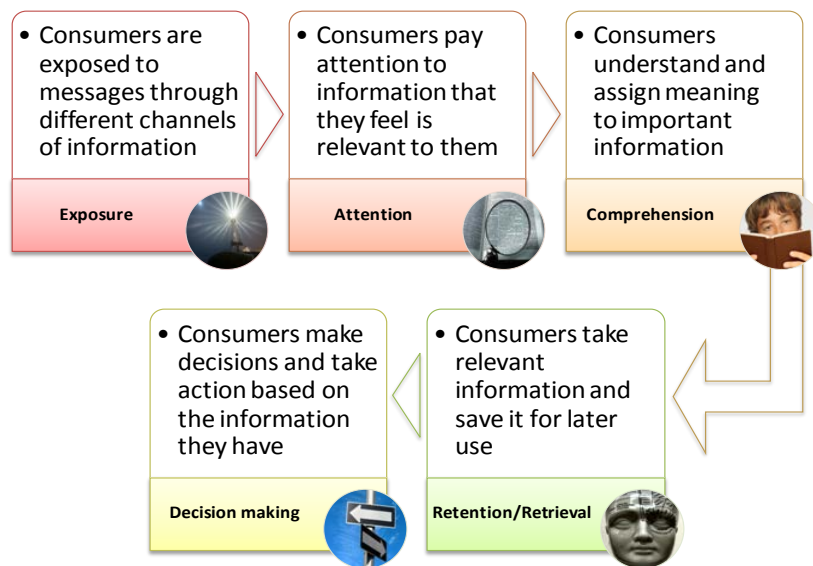 • Consumers are
exposed to
messages through
different channels
of information
Exposure
• Consumers pay
attention to
information that
they feel is
relevant to them
Attention
• Consumers
understand and
assign meaning
to important
information
Comprehension
• Consumers take
relevant
information and
save it for later
use
Retention/Retrieval
• Consumers make
decisions and take
action based on
the information
they have
Decision making